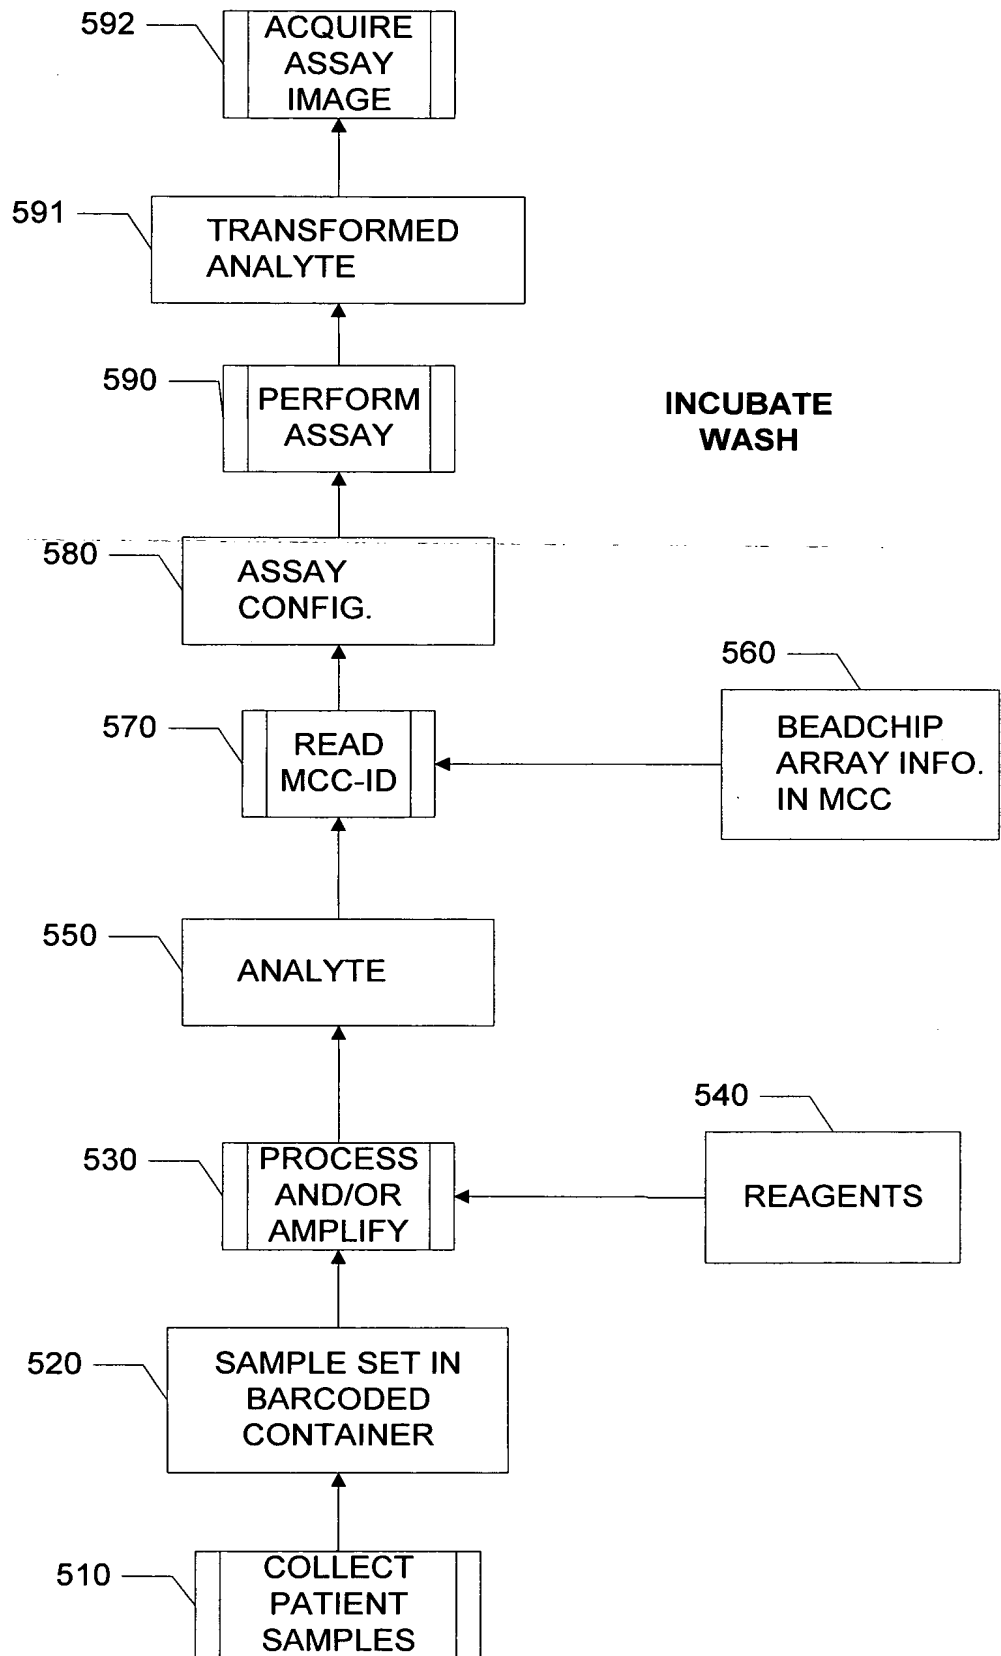 592
ACQUIRE
ASSAY
IMAGE
591
TRANSFORMED
ANALYTE
590
PERFORM
ASSAY
INCUBATE
WASH
580
ASSAY
CONFIG.
570
READ
MCC-ID
560
BEADCHIP
ARRAY INFO.
IN MCC
550
ANALYTE
530
PROCESS
AND/OR
AMPLIFY
540
REAGENTS
520
SAMPLE SET IN
BARCODED
CONTAINER
510
COLLECT
PATIENT
SAMPLES